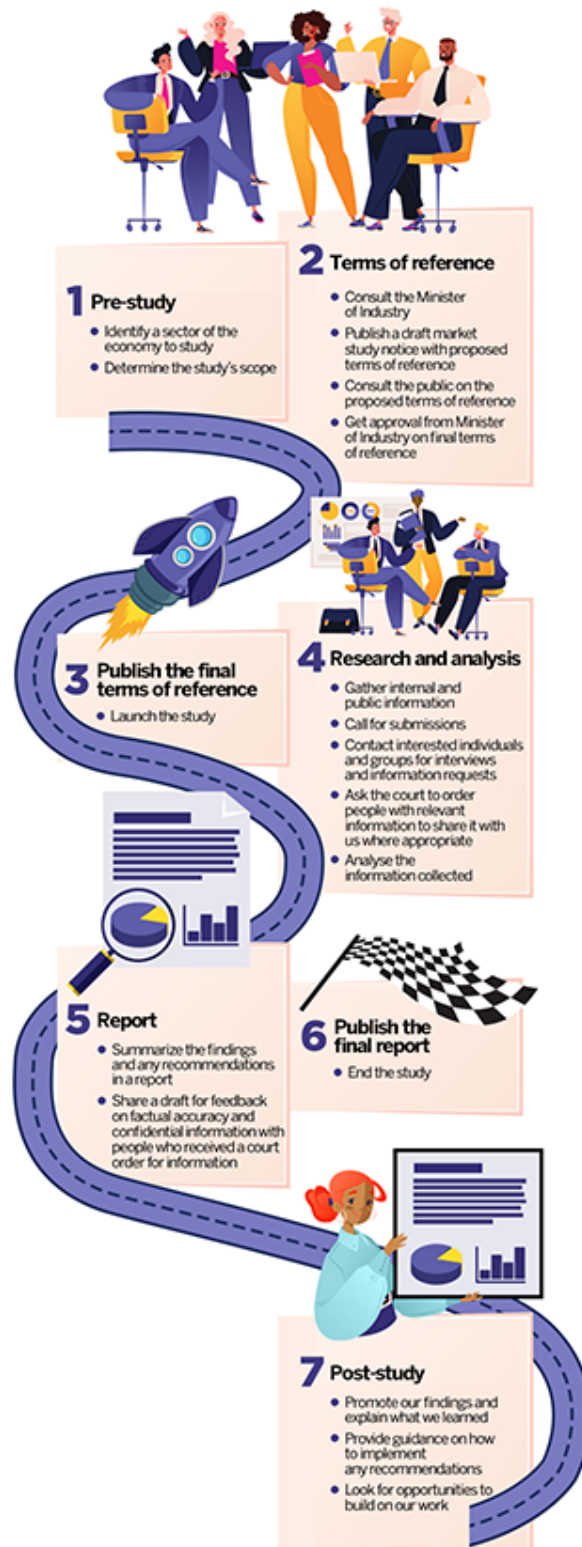 1 Pre-study
• Identify a sector of the
economy to study
• Determine the study's scope
2 Terms of reference
• Consult the Minister
of Industry
• Publish a draft market
study notice with proposed
terms of reference
• Consult the public on the
proposed terms of reference
• Get approval from Minister
of Industry on final terms
of reference
3 Publish the final
terms of reference
• Launch the study
4 Research and analysis
• Gather internal and
public information
• Call for submissions
• Contact interested individuals
and groups for interviews
and information requests
• Ask the court to order
people with relevant
information to share it with
us where appropriate
• Analyse the
information collected
5 Report
• Summarize the findings
and any recommendations
in a report
• Share a draft for feedback
on factual accuracy and
confidential information with
people who received a court
order for information
6 Publish the
final report
• End the study
7 Post-study
• Promote our findings and
explain what we learned
• Provide guidance on how
to implement
any recommendations
• Look for opportunities to
build on our work